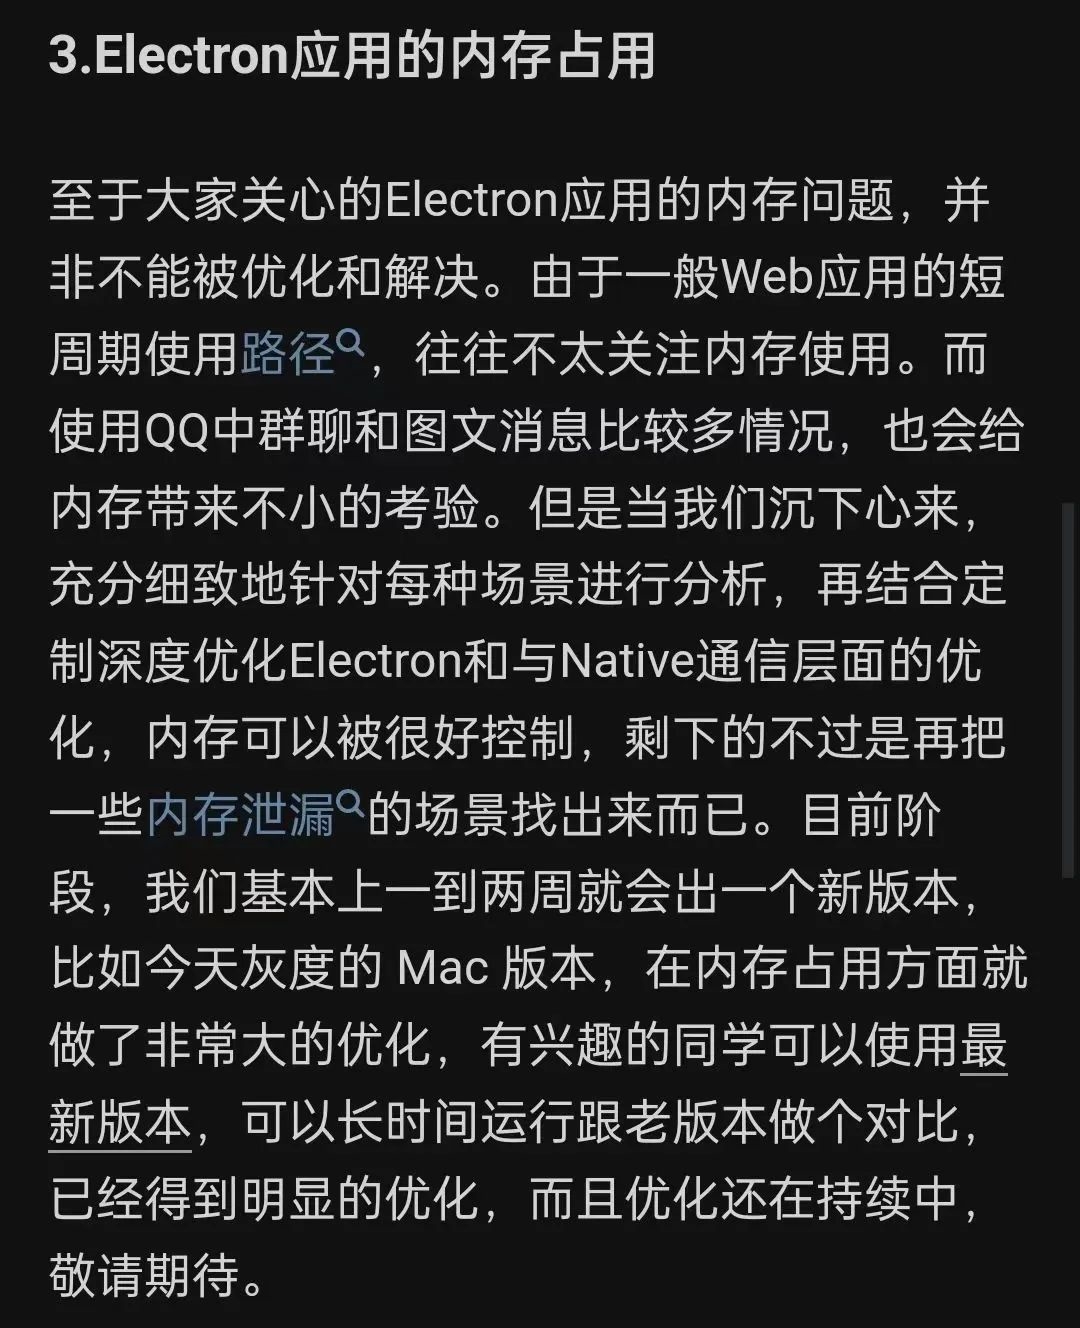 3.Electron应用的内存占用
至于大家关心的Electron应用的内存问题，并
非不能被优化和解决。由于一般Web应用的短
周期使用路径，往往不太关注内存使用。而
使用QQ中群聊和图文消息比较多情况，也会给
内存带来不小的考验。但是当我们沉下心来，
充分细致地针对每种场景进行分析，再结合定
制深度优化Electron和与Native通信层面的优
化，内存可以被很好控制，剩下的不过是再把
一些内存泄漏的场景找出来而已。目前阶
段，我们基本上一到两周就会出一个新版本，
比如今天灰度的 Mac 版本，在内存占用方面就
做了非常大的优化，有兴趣的同学可以使用最
新版本，可以长时间运行跟老版本做个对比，
已经得到明显的优化，而且优化还在持续中，
敬请期待。